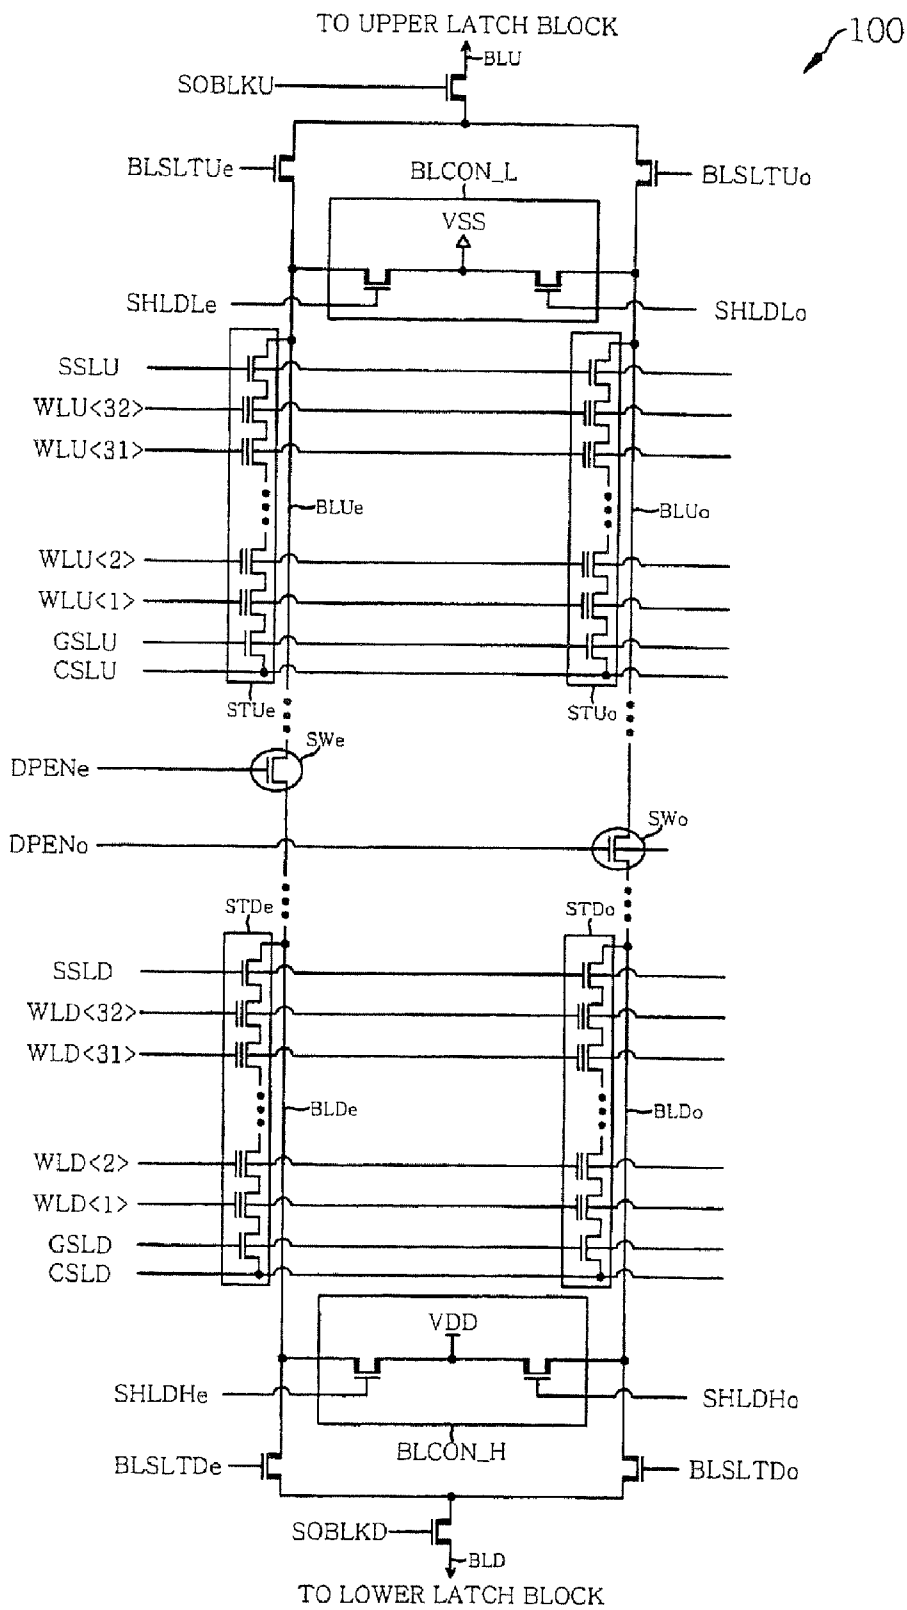 TO UPPER LATCH BLOCK
100
BLU
SOBLKU
BLSLTUe
BLCON_L
BLSLTUo
VSS
SHLDLe
SHLDLo
SSLU
WLU<32>
WLU<31>
BLUe
BLUo
WLU<2>
WLU<1>
GSLU
CSLU
STUe
STUo
SWe
DPENe
SWo
DPENo
STDe
STDo
SSLD
WLD<32>
WLD<31>
BLDe
BLDo
WLD<2>
WLD<1>
GSLD
CSLD
VDD
SHLDHe
SHLDHo
BLCON_H
BLSLTDe
BLSLTDo
SOBLKD
BLD
TO LOWER LATCH BLOCK